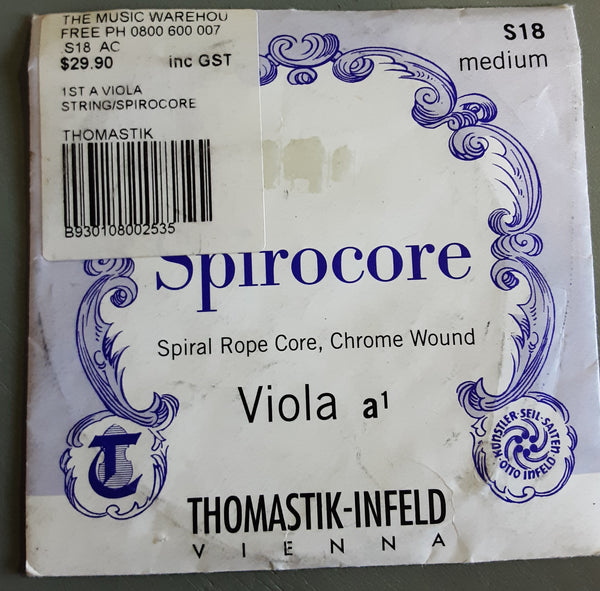 THE MUSIC WAREHOU
FREE PH 0800 600 007
S18 AC
$29.90 inc GST
1ST A VIOLA
STRING/SPIROCORE
THOMASTIK
B930108002535
S18
medium
Spirocore
Spiral Rope Core, Chrome Wound
Viola a¹
KÜNSTLER-SEIL-SAITEN
OTTO INFELD
THOMASTIK-INFELD
VIENNA